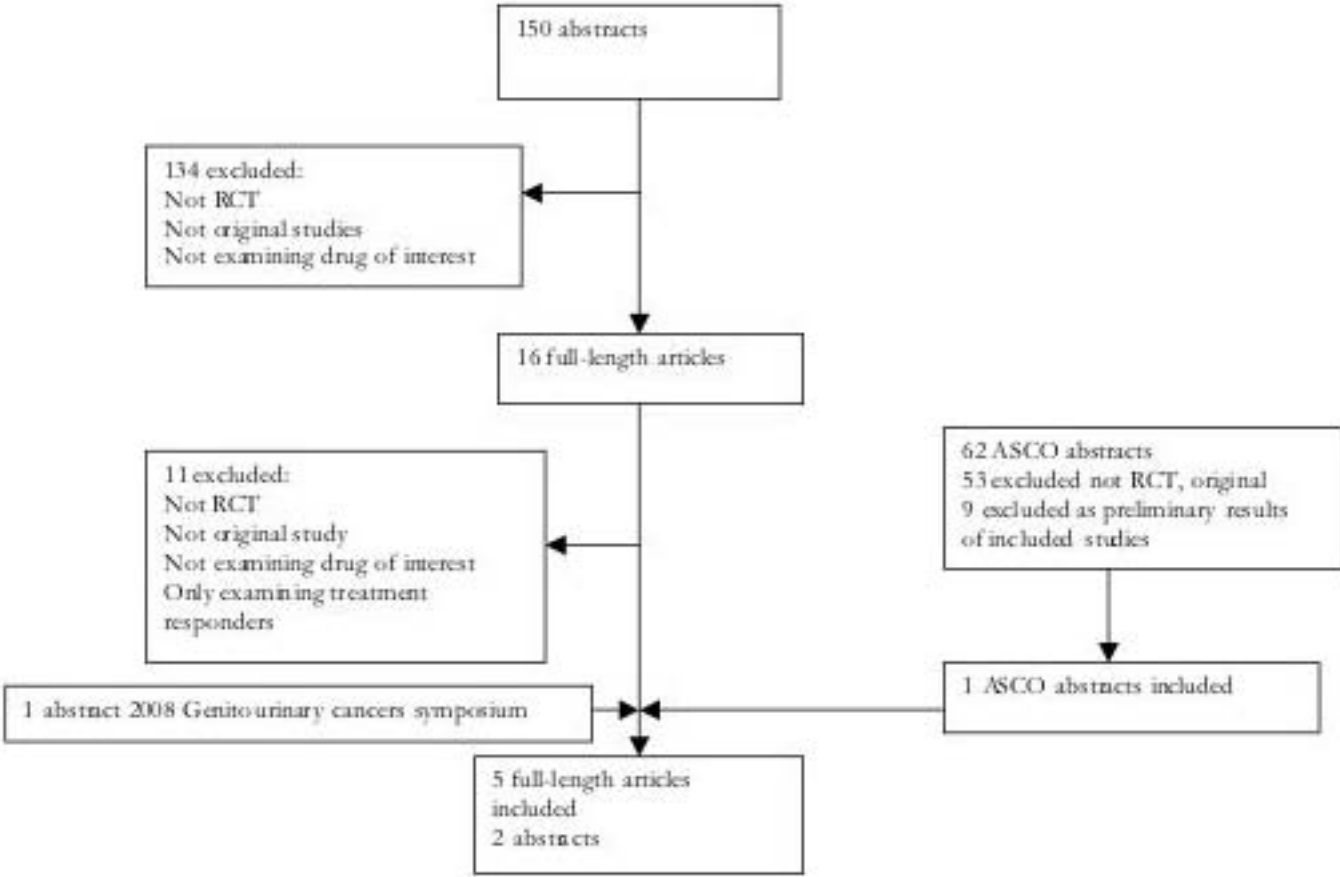 150 abstracts
134 excluded:
Not RCT
Not original studies
Not examining drug of interest
16 full-length articles
11 excluded:
Not RCT
Not original study
Not examining drug of interest
Only examining treatment
responders
62 ASCO abstracts
53 excluded not RCT, original
9 excluded as preliminary results
of included studies
1 ASCO abstracts included
1 abstract 2008 Genitourinary cancers symposium
5 full-length articles
included
2 abstracts